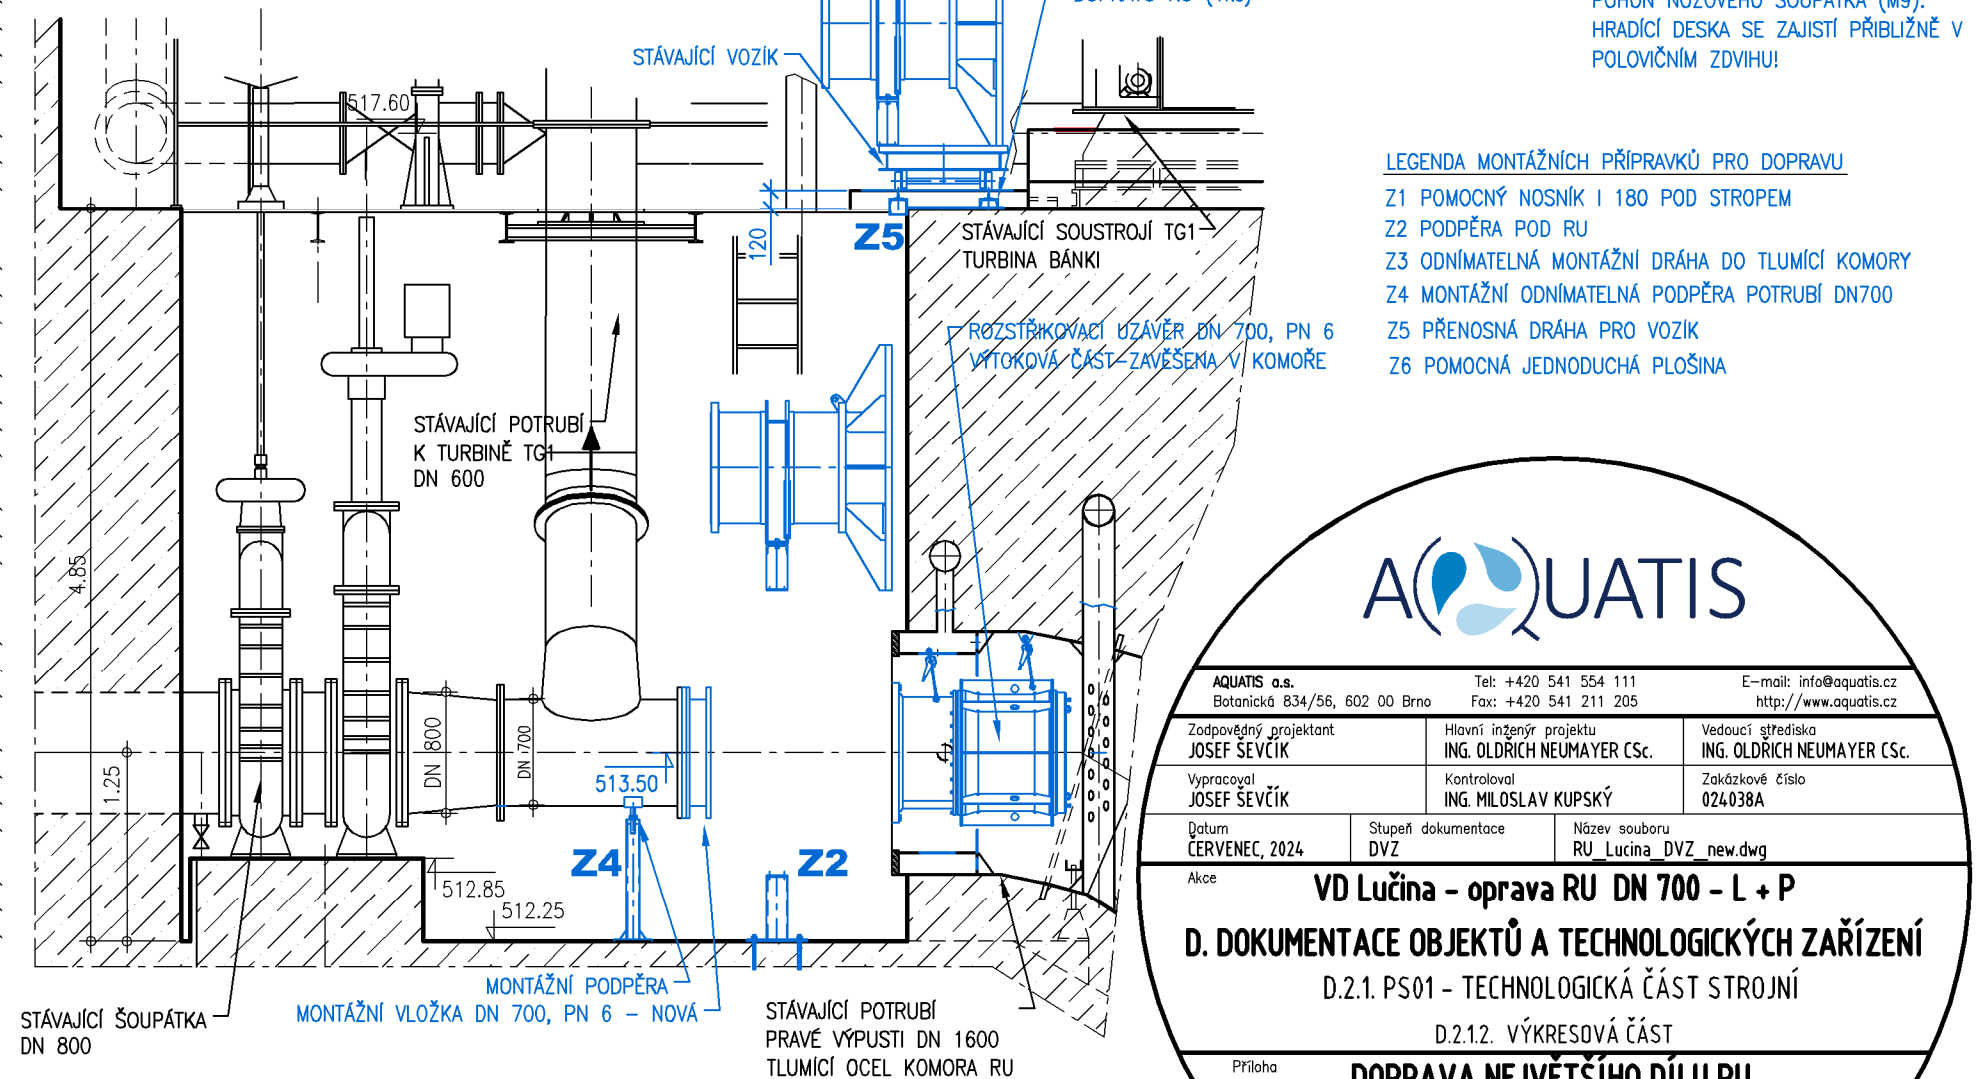 STÁVAJÍCÍ VOZÍK
HRADÍCÍ DESKA SE ZAJISTÍ PŘIBLIŽNĚ V
POLOVIČNÍM ZDVIHU!
517.60
LEGENDA MONTÁŽNÍCH PŘÍPRAVKŮ PRO DOPRAVU
Z1 POMOCNÝ NOSNÍK I 180 POD STROPEM
Z2 PODPĚRA POD RU
Z3 ODNÍMATELNÁ MONTÁŽNÍ DRÁHA DO TLUMÍCÍ KOMORY
Z4 MONTÁŽNÍ ODNÍMATELNÁ PODPĚRA POTRUBÍ DN700
Z5 PŘENOSNÁ DRÁHA PRO VOZÍK
Z6 POMOCNÁ JEDNODUCHÁ PLOŠINA
120
Z5
STÁVAJÍCÍ SOUSTROJÍ TG1
TURBINA BÁNKI
ROZSTŘIKOVACÍ UZÁVĚR DN 700, PN 6
VÝTOKOVÁ ČÁST-ZAVĚŠENA V KOMOŘE
STÁVAJÍCÍ POTRUBÍ
K TURBINĚ TG1
DN 600
4.85
1.25
DN 800
DN 700
513.50
Z4
Z2
512.85
512.25
MONTÁŽNÍ PODPĚRA
MONTÁŽNÍ VLOŽKA DN 700, PN 6 – NOVÁ
STÁVAJÍCÍ ŠOUPÁTKA
DN 800
STÁVAJÍCÍ POTRUBÍ
PRAVÉ VÝPUSTI DN 1600
TLUMÍCÍ OCEL KOMORA RU
AQUATIS
AQUATIS a.s.
Botanická 834/56, 602 00 Brno
Tel: +420 541 554 111
Fax: +420 541 211 205
E-mail: info@aquatis.cz
http://www.aquatis.cz
Zodpovědný projektant
JOSEF ŠEVČÍK
Hlavní inženýr projektu
ING. OLDŘICH NEUMAYER CSc.
Vedoucí střediska
ING. OLDŘICH NEUMAYER CSc.
Vypracoval
JOSEF ŠEVČÍK
Kontroloval
ING. MILOSLAV KUPSKÝ
Zakázkové číslo
024038A
Datum
ČERVENEC, 2024
Stupeň dokumentace
DVZ
Název souboru
RU_Lucina_DVZ_new.dwg
Akce
VD Lučina - oprava RU DN 700 - L + P
D. DOKUMENTACE OBJEKTŮ A TECHNOLOGICKÝCH ZAŘÍZENÍ
D.2.1. PS01 - TECHNOLOGICKÁ ČÁST STROJNÍ
D.2.1.2. VÝKRESOVÁ ČÁST
Příloha
DOPRAVA NEJVĚTŠÍHO DÍLU RU